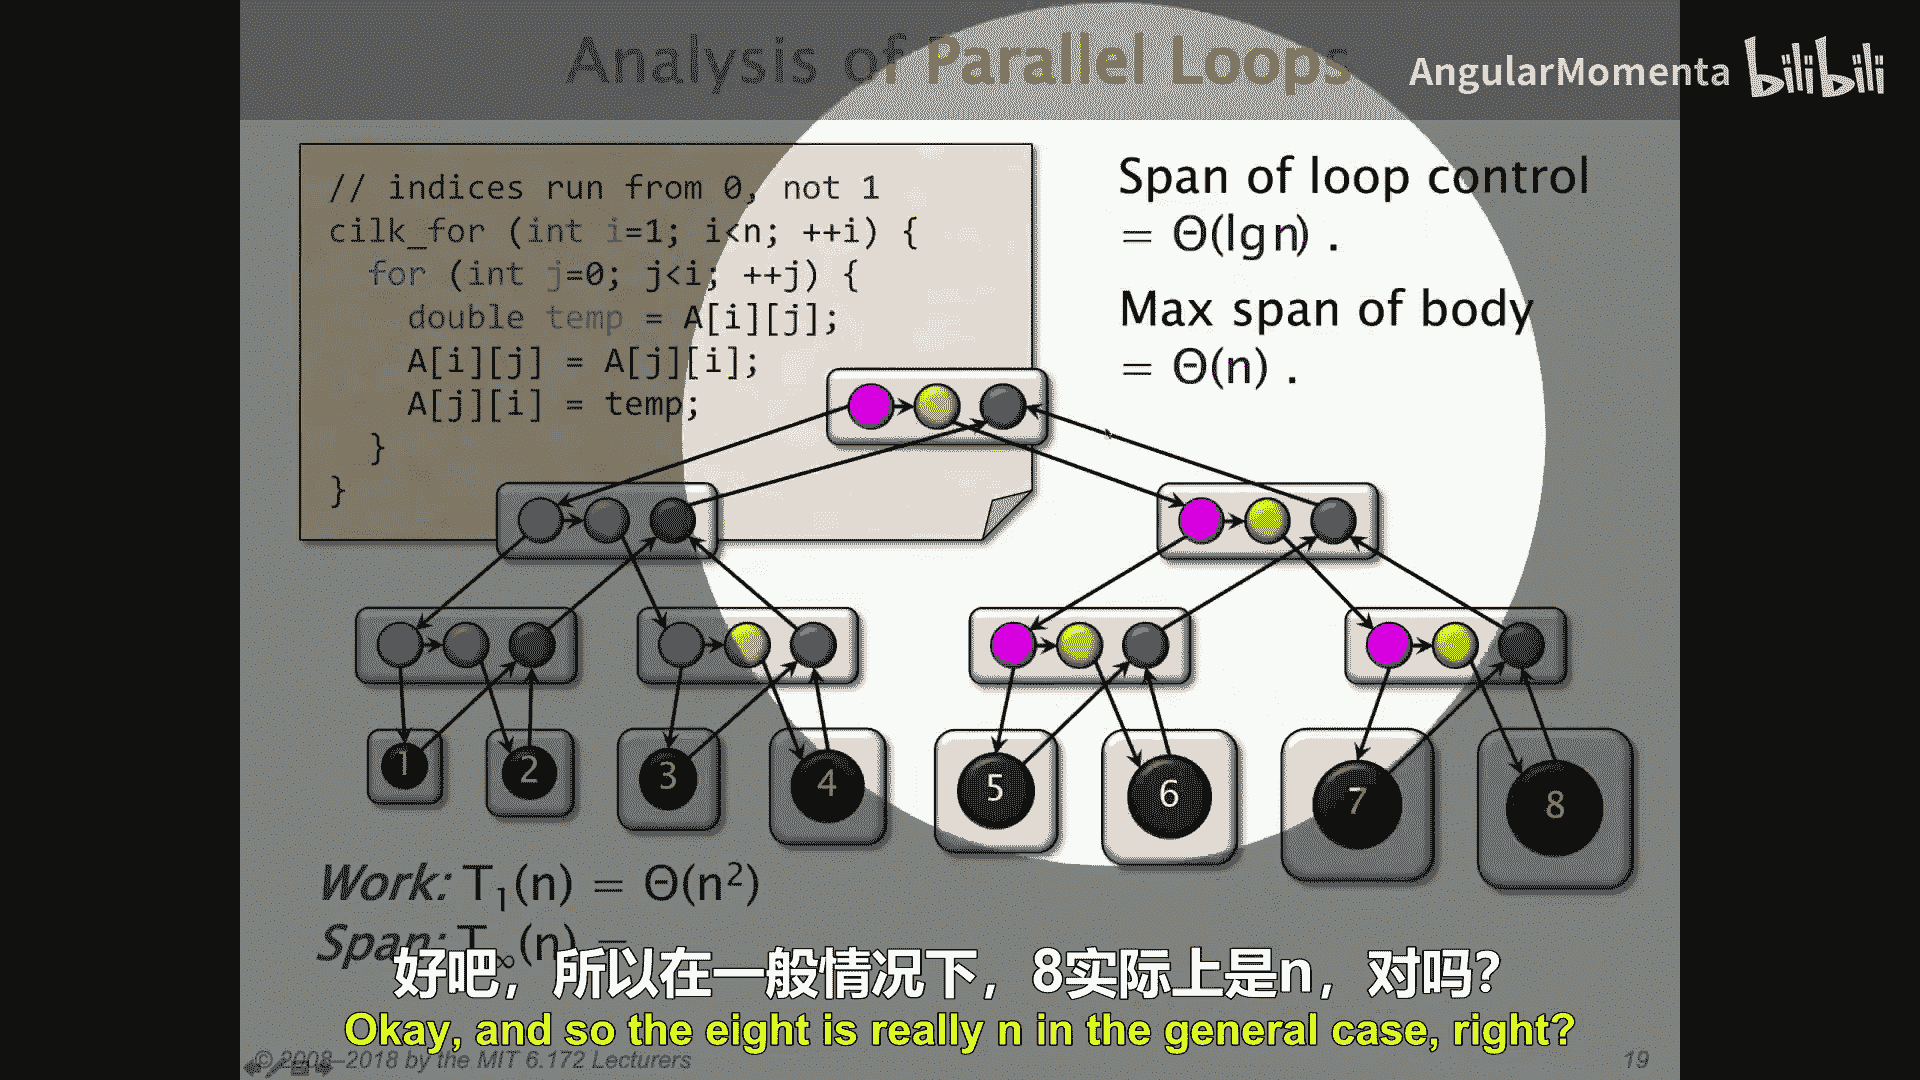 Analysis of Parallel Loops
AngularMomenta bilibili
// indices run from 0, not 1
cilk_for (int i=1; i<n; ++i) {
for (int j=0; j<i; ++j) {
double temp = A[i][j];
A[i][j] = A[j][i];
A[j][i] = temp;
}
}
Span of loop control
= Θ(lg n) .
Max span of body
= Θ(n) .
1 2 3 4 5 6 7 8
Work: T₁(n) = Θ(n²)
Span: T∞(n) =
好吧，所以在一般情况下，8实际上是n，对吗？
Okay, and so the eight is really n in the general case, right?
© 2008–2018 by the MIT 6.172 Lecturers
19